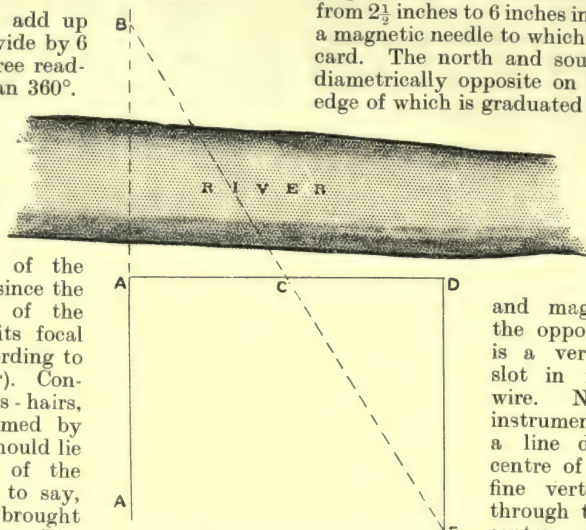 add up
vide by 6
ree read-
an 360°.
from 2½ inches to 6 inches in
a magnetic needle to which
card. The north and sou
diametrically opposite on
edge of which is graduated
B
RIVER
A
C
D
of the
since the
of the
its focal
ording to
r). Con-
s - hairs,
med by
hould lie
of the
to say,
brought
A
and mag
the oppo
is a ver
slot in
wire. N
instrumen
a line d
centre of
fine vert
through t